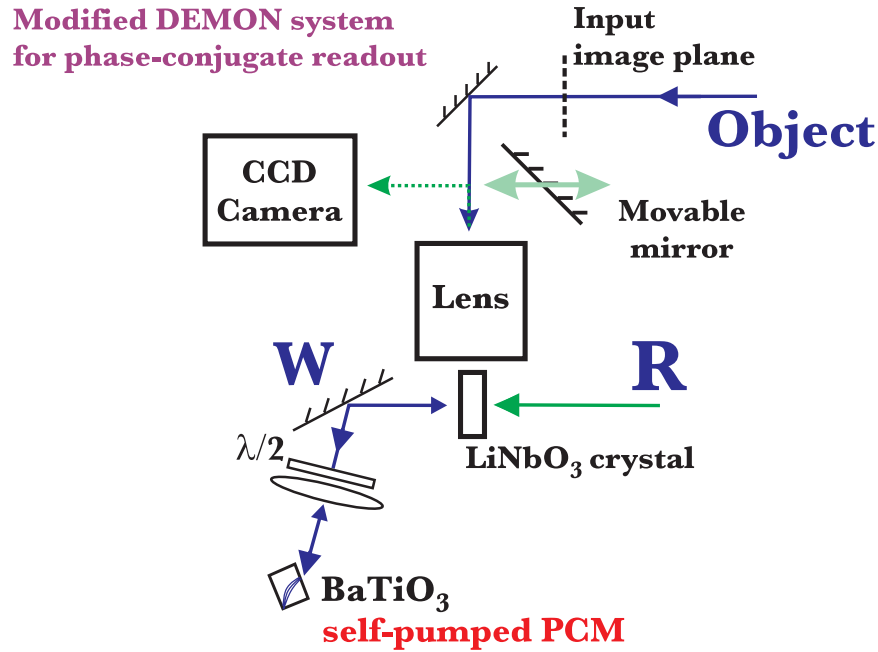 Modified DEMON system
for phase-conjugate readout
Input
image plane
Object
CCD
Camera
Movable
mirror
Lens
W
R
λ/2
LiNbO₃ crystal
BaTiO₃
self-pumped PCM